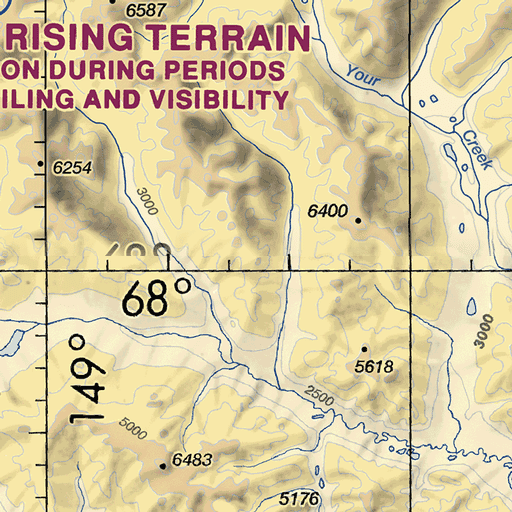 6587
RISING TERRAIN
ON DURING PERIODS
ILING AND VISIBILITY
Your
Creek
6254
3000
6400
68°
149°
3000
5618
2500
5000
6483
5176